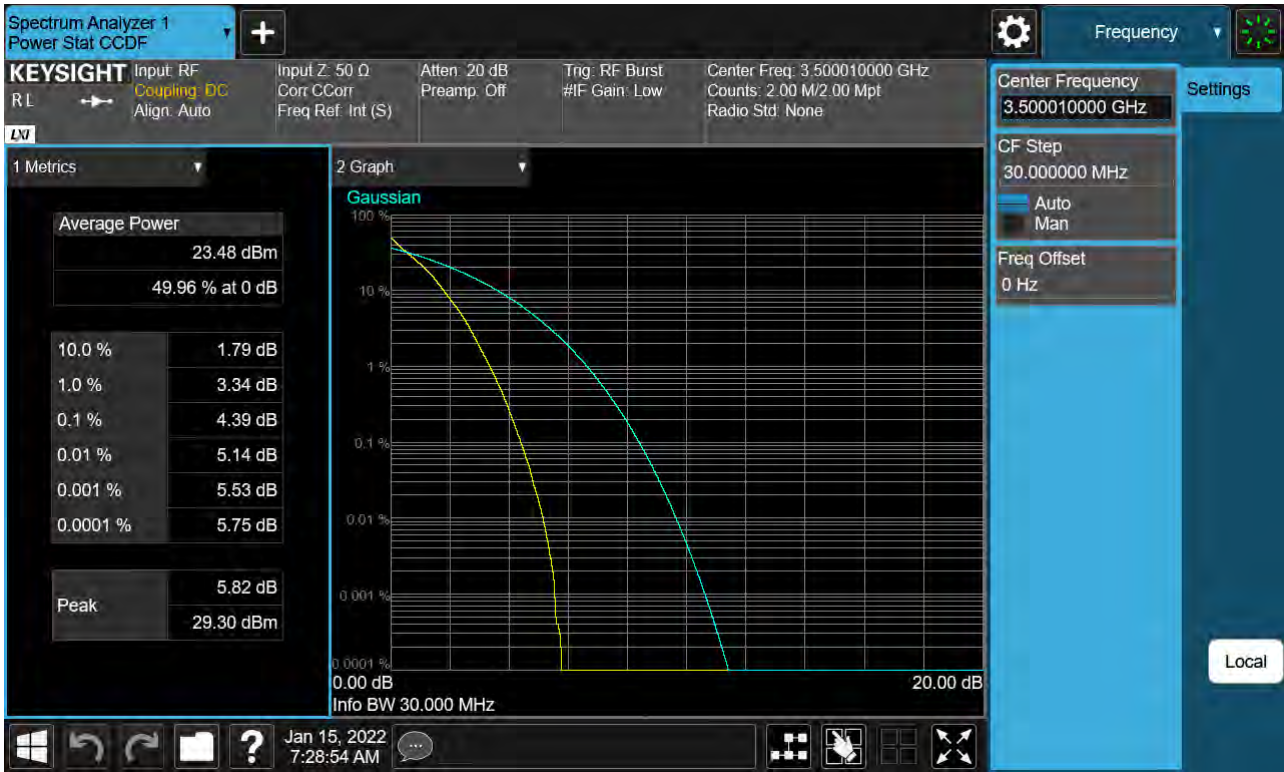 Spectrum Analyzer 1
Power Stat CCDF
Frequency
KEYSIGHT
RL
LXI
Input: RF
Coupling: DC
Align: Auto
Input Z: 50 Ω
Corr CCorr
Freq Ref: Int (S)
Atten: 20 dB
Preamp: Off
Trig: RF Burst
#IF Gain: Low
Center Freq: 3.500010000 GHz
Counts: 2.00 M/2.00 Mpt
Radio Std: None
Center Frequency
3.500010000 GHz
Settings
CF Step
30.000000 MHz
Auto
Man
Freq Offset
0 Hz
1 Metrics
Average Power
23.48 dBm
49.96 % at 0 dB
10.0 % 1.79 dB
1.0 % 3.34 dB
0.1 % 4.39 dB
0.01 % 5.14 dB
0.001 % 5.53 dB
0.0001 % 5.75 dB
Peak
5.82 dB
29.30 dBm
2 Graph
Gaussian
100 %
10 %
1 %
0.1 %
0.01 %
0.001 %
0.0001 %
0.00 dB 20.00 dB
Info BW 30.000 MHz
Local
?
Jan 15, 2022
7:28:54 AM